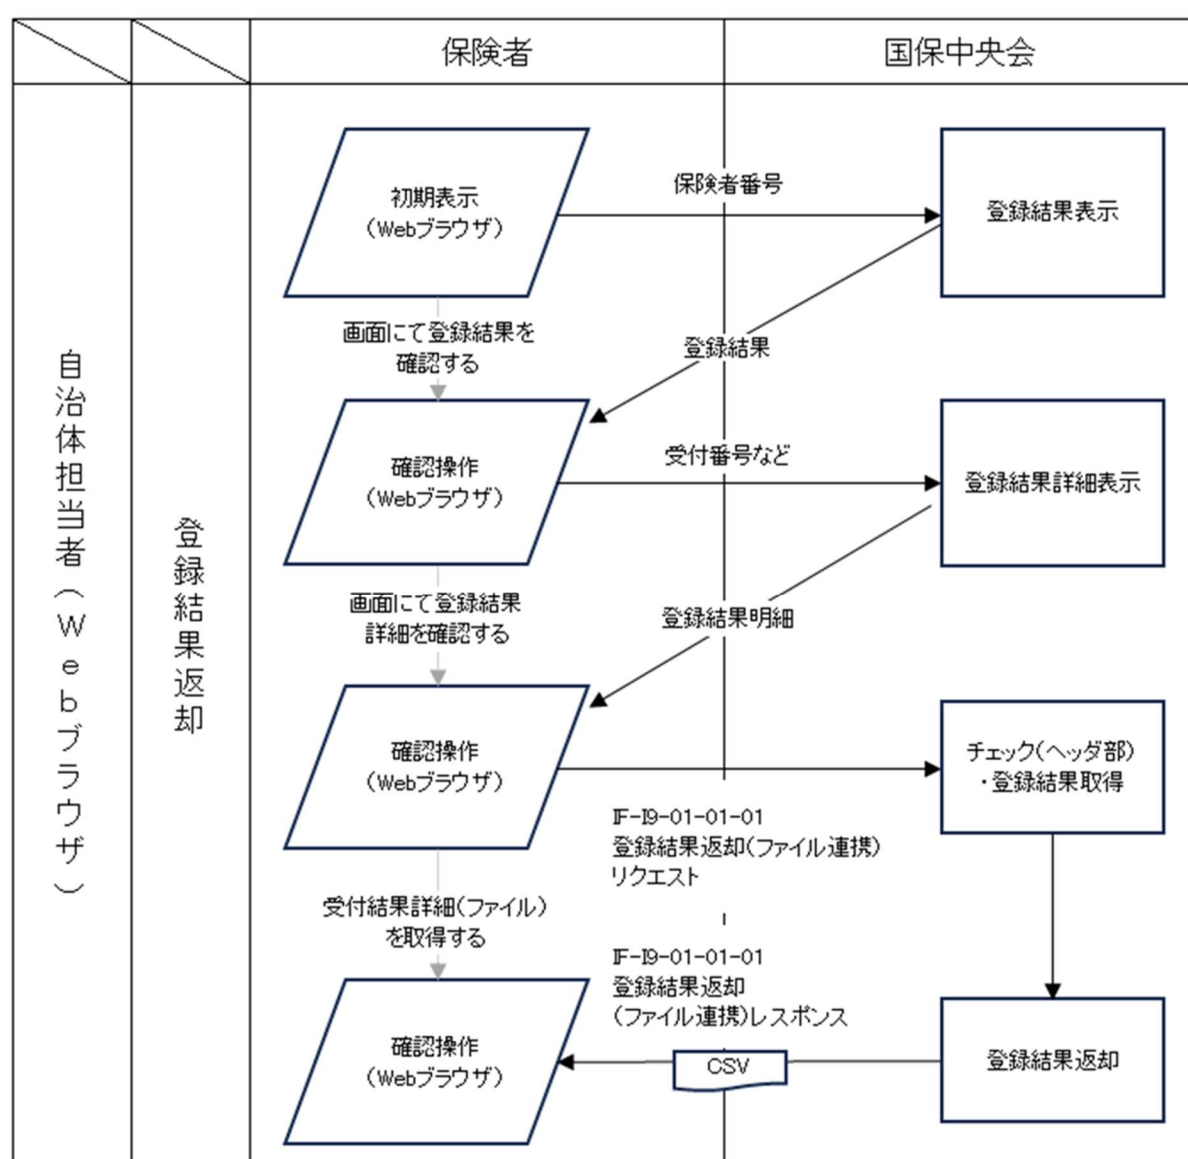 保険者
国保中央会
自治体担当者（Webブラウザ）
登録結果返却
初期表示
(Webブラウザ)
保険者番号
登録結果表示
画面にて登録結果を
確認する
登録結果
確認操作
(Webブラウザ)
受付番号など
登録結果詳細表示
画面にて登録結果
詳細を確認する
登録結果明細
確認操作
(Webブラウザ)
チェック(ヘッダ部)
・登録結果取得
IF-I9-01-01-01
登録結果返却(ファイル連携)
リクエスト
受付結果詳細(ファイル)
を取得する
IF-I9-01-01-01
登録結果返却
(ファイル連携)レスポンス
確認操作
(Webブラウザ)
CSV
登録結果返却